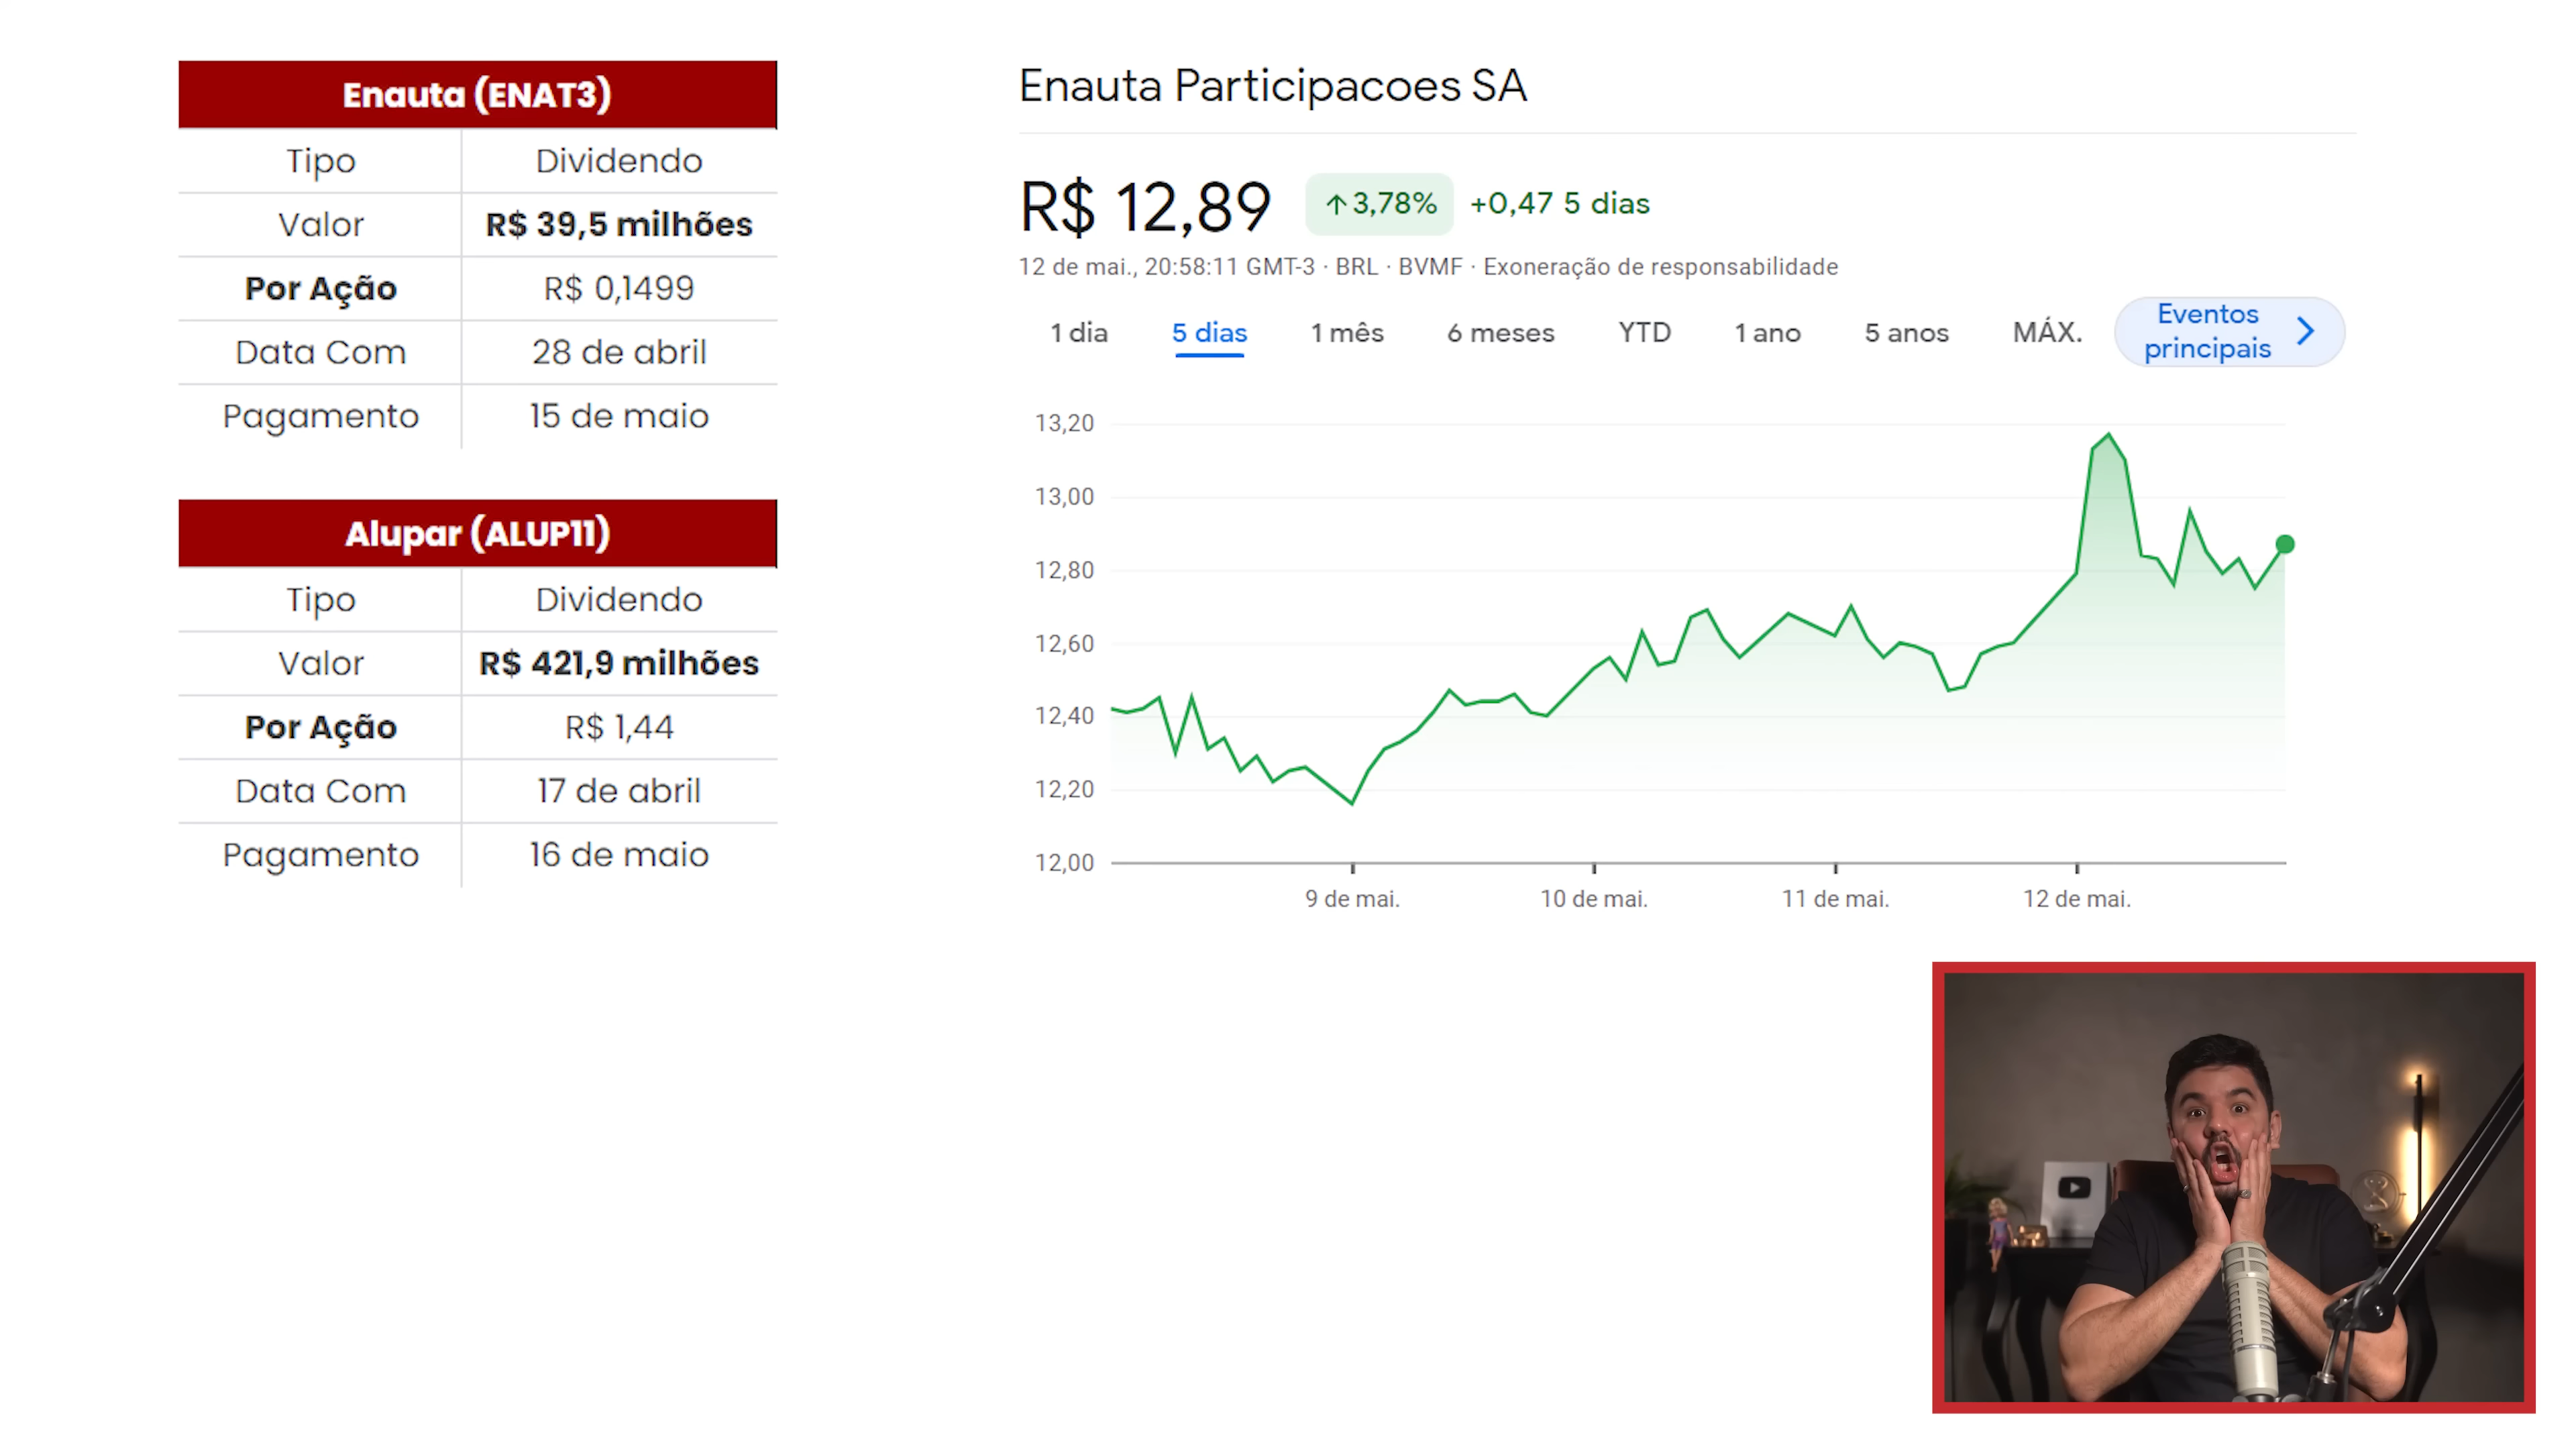 Enauta (ENAT3)
Tipo Dividendo
Valor R$ 39,5 milhões
Por Ação R$ 0,1499
Data Com 28 de abril
Pagamento 15 de maio
Alupar (ALUP11)
Tipo Dividendo
Valor R$ 421,9 milhões
Por Ação R$ 1,44
Data Com 17 de abril
Pagamento 16 de maio
Enauta Participacoes SA
R$ 12,89 ↑3,78% +0,47 5 dias
12 de mai., 20:58:11 GMT-3 · BRL · BVMF · Exoneração de responsabilidade
1 dia 5 dias 1 mês 6 meses YTD 1 ano 5 anos MÁX.
Eventos
principais
13,20
13,00
12,80
12,60
12,40
12,20
12,00
9 de mai. 10 de mai. 11 de mai. 12 de mai.